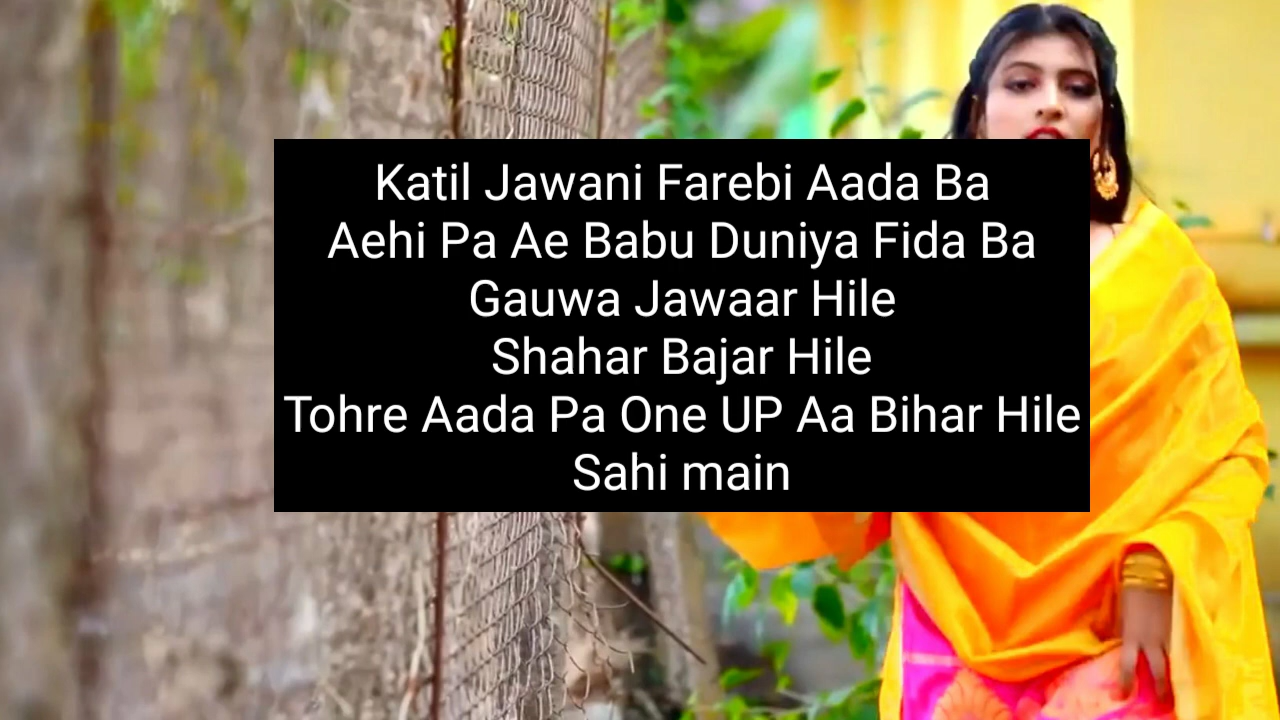 Katil Jawani Farebi Aada Ba
Aehi Pa Ae Babu Duniya Fida Ba
Gauwa Jawaar Hile
Shahar Bajar Hile
Tohre Aada Pa One UP Aa Bihar Hile
Sahi main